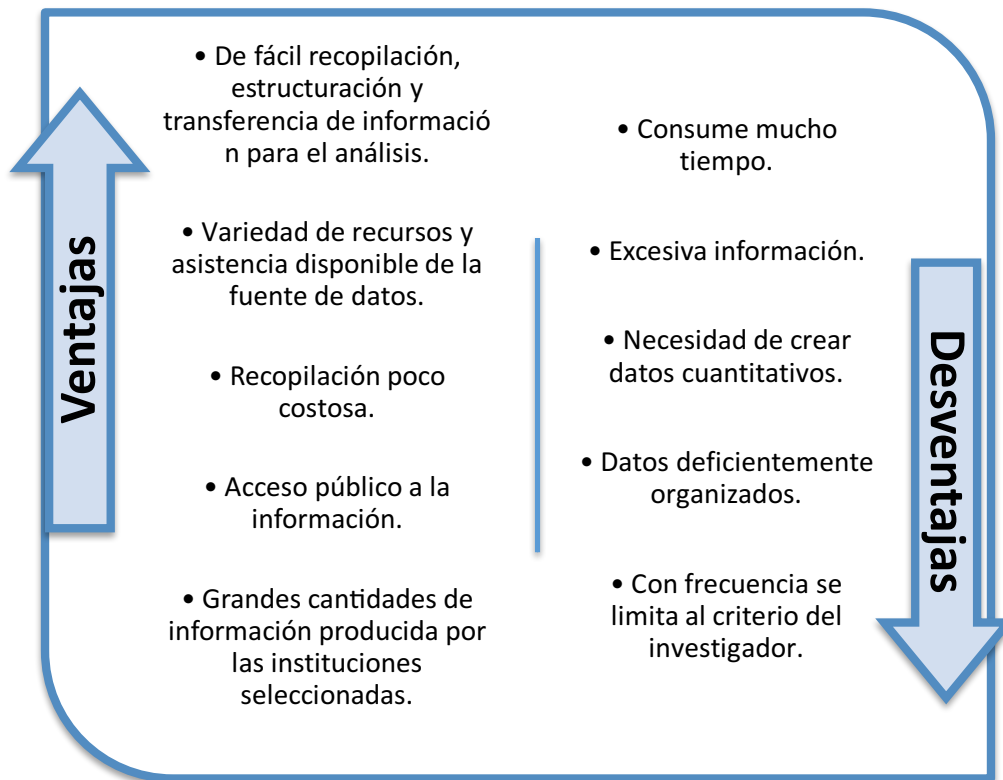 Ventajas
• De fácil recopilación,
estructuración y
transferencia de informació
n para el análisis.
• Variedad de recursos y
asistencia disponible de la
fuente de datos.
• Recopilación poco
costosa.
• Acceso público a la
información.
• Grandes cantidades de
información producida por
las instituciones
seleccionadas.
• Consume mucho
tiempo.
• Excesiva información.
• Necesidad de crear
datos cuantitativos.
• Datos deficientemente
organizados.
• Con frecuencia se
limita al criterio del
investigador.
Desventajas